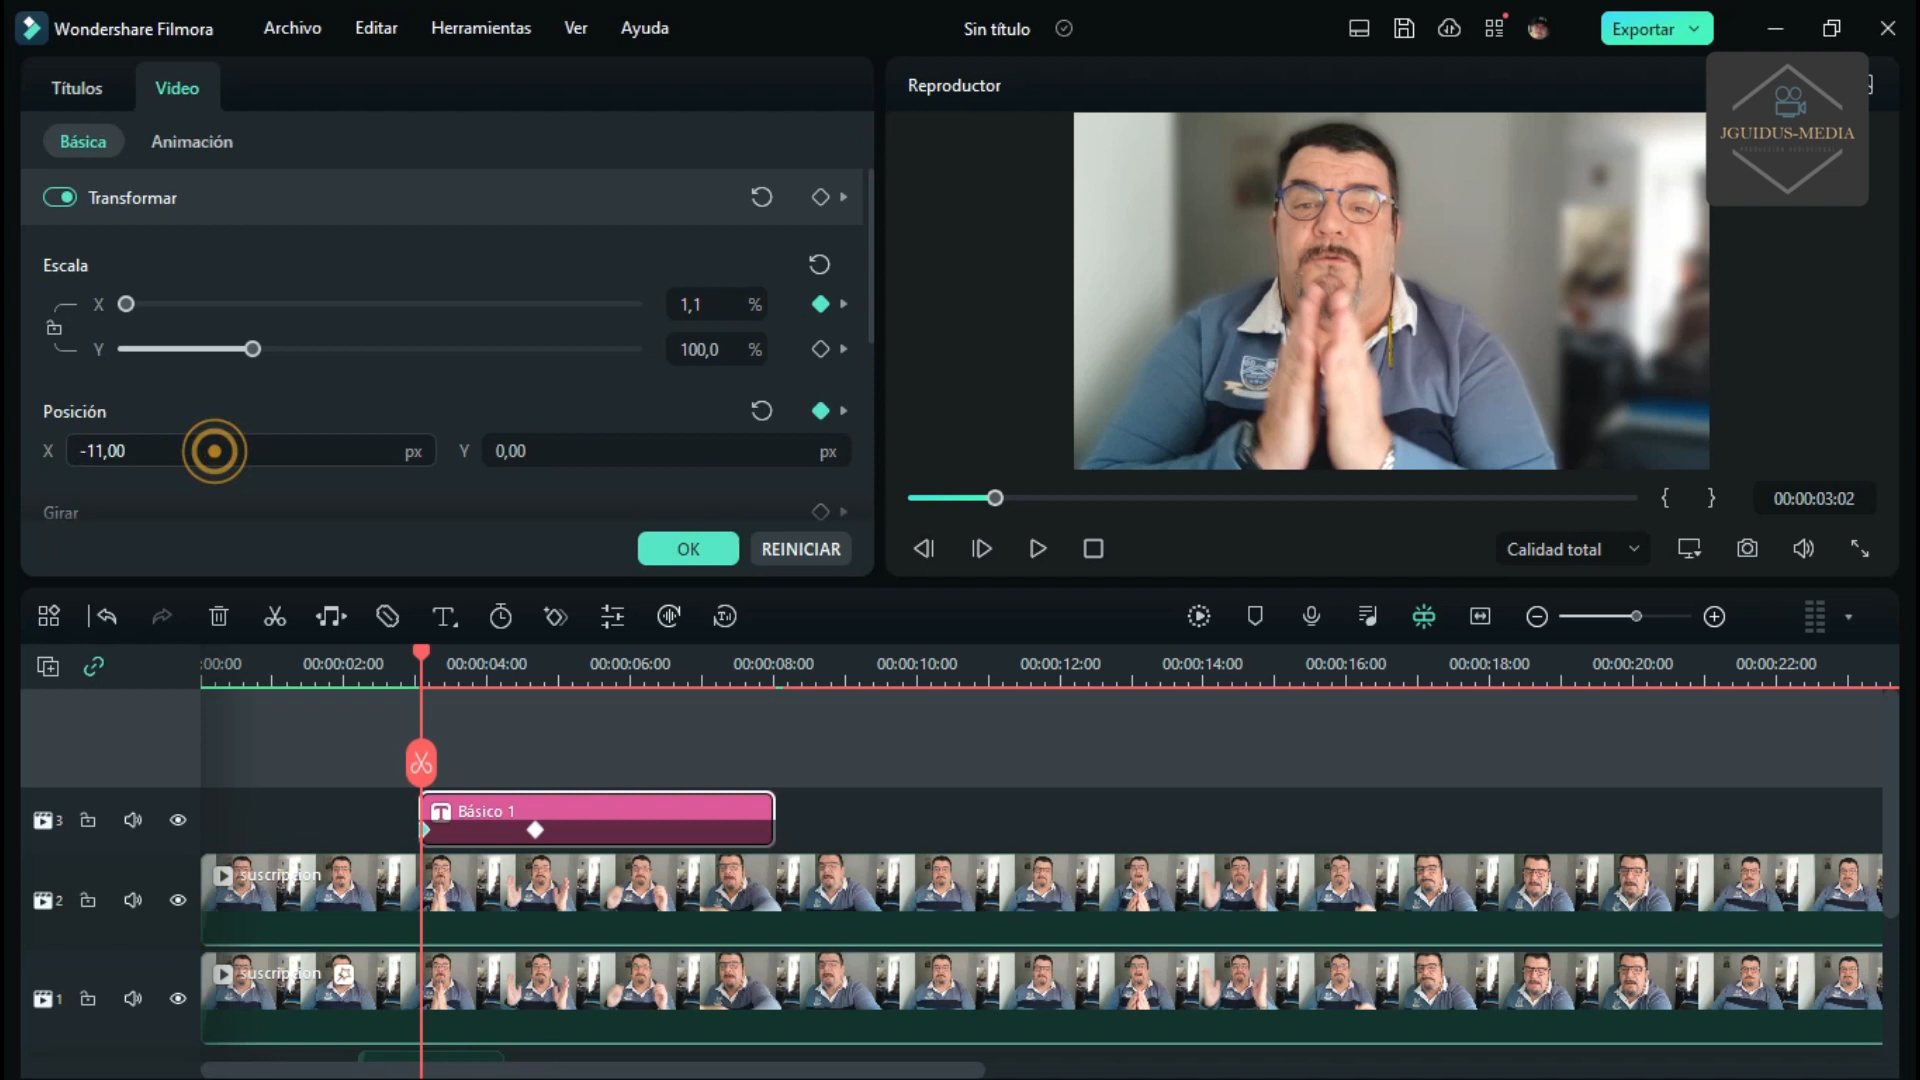 Wondershare Filmora
Archivo
Editar
Herramientas
Ver
Ayuda
Sin título
Exportar
Títulos
Video
Reproductor
JGUIDUS-MEDIA
Básica
Animación
Transformar
Escala
X
1,1
%
Y
100,0
%
Posición
X
-11,00
px
Y
0,00
px
Girar
OK
REINICIAR
{ }
00:00:03:02
Calidad total
:00:00
00:00:02:00
00:00:04:00
00:00:06:00
00:00:08:00
00:00:10:00
00:00:12:00
00:00:14:00
00:00:16:00
00:00:18:00
00:00:20:00
00:00:22:00
3
Básico 1
2
suscripcion
1
suscripcion